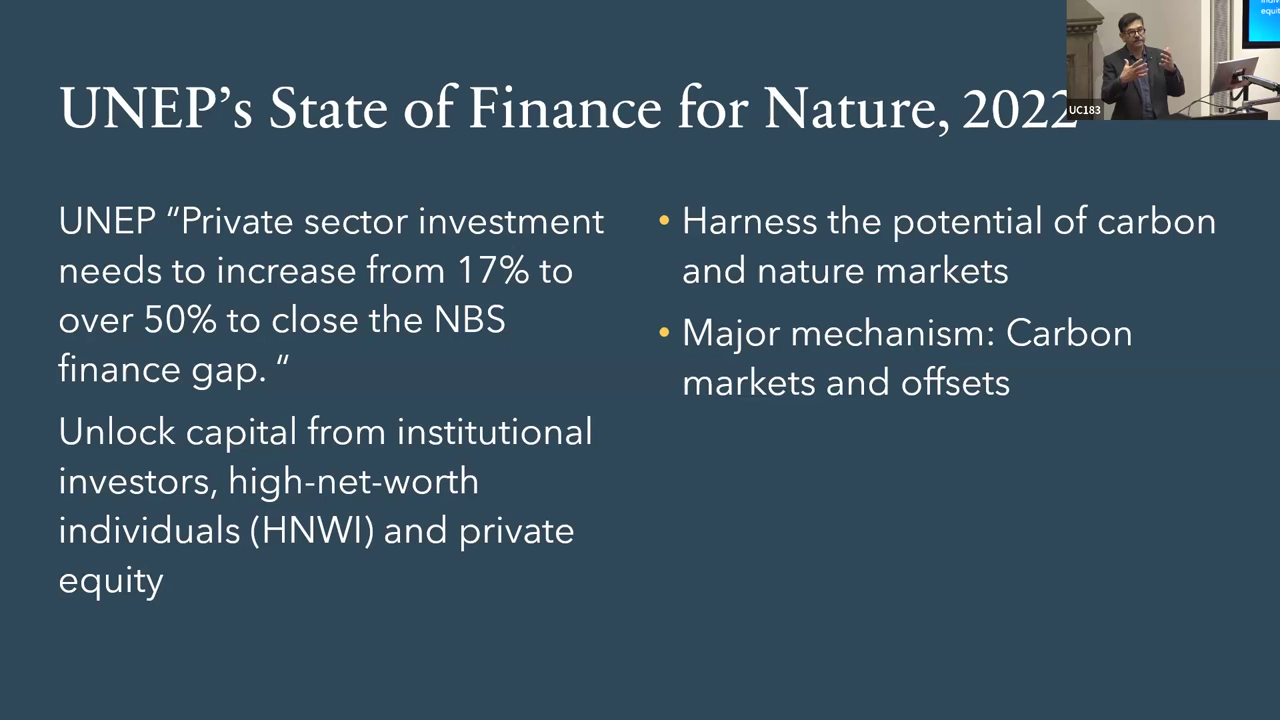 UNEP's State of Finance for Nature, 2022
UNEP “Private sector investment
needs to increase from 17% to
over 50% to close the NBS
finance gap. “
Unlock capital from institutional
investors, high-net-worth
individuals (HNWI) and private
equity
• Harness the potential of carbon
and nature markets
• Major mechanism: Carbon
markets and offsets
UC183